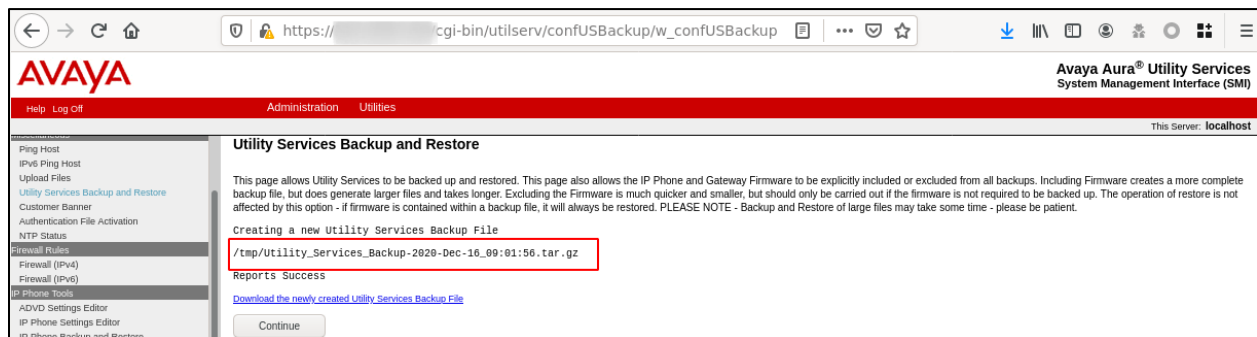 https:// cgi-bin/utilserv/confUSBackup/w_confUSBackup
AVAYA
Avaya Aura® Utility Services
System Management Interface (SMI)
Help Log Off
Administration Utilities
This Server: localhost
Miscellaneous
Ping Host
IPv6 Ping Host
Upload Files
Utility Services Backup and Restore
Customer Banner
Authentication File Activation
NTP Status
Firewall Rules
Firewall (IPv4)
Firewall (IPv6)
IP Phone Tools
ADVD Settings Editor
IP Phone Settings Editor
IP Phone Backup and Restore
Utility Services Backup and Restore
This page allows Utility Services to be backed up and restored. This page also allows the IP Phone and Gateway Firmware to be explicitly included or excluded from all backups. Including Firmware creates a more complete
backup file, but does generate larger files and takes longer. Excluding the Firmware is much quicker and smaller, but should only be carried out if the firmware is not required to be backed up. The operation of restore is not
affected by this option - if firmware is contained within a backup file, it will always be restored. PLEASE NOTE - Backup and Restore of large files may take some time - please be patient.
Creating a new Utility Services Backup File
/tmp/Utility_Services_Backup-2020-Dec-16_09:01:56.tar.gz
Reports Success
Download the newly created Utility Services Backup File
Continue